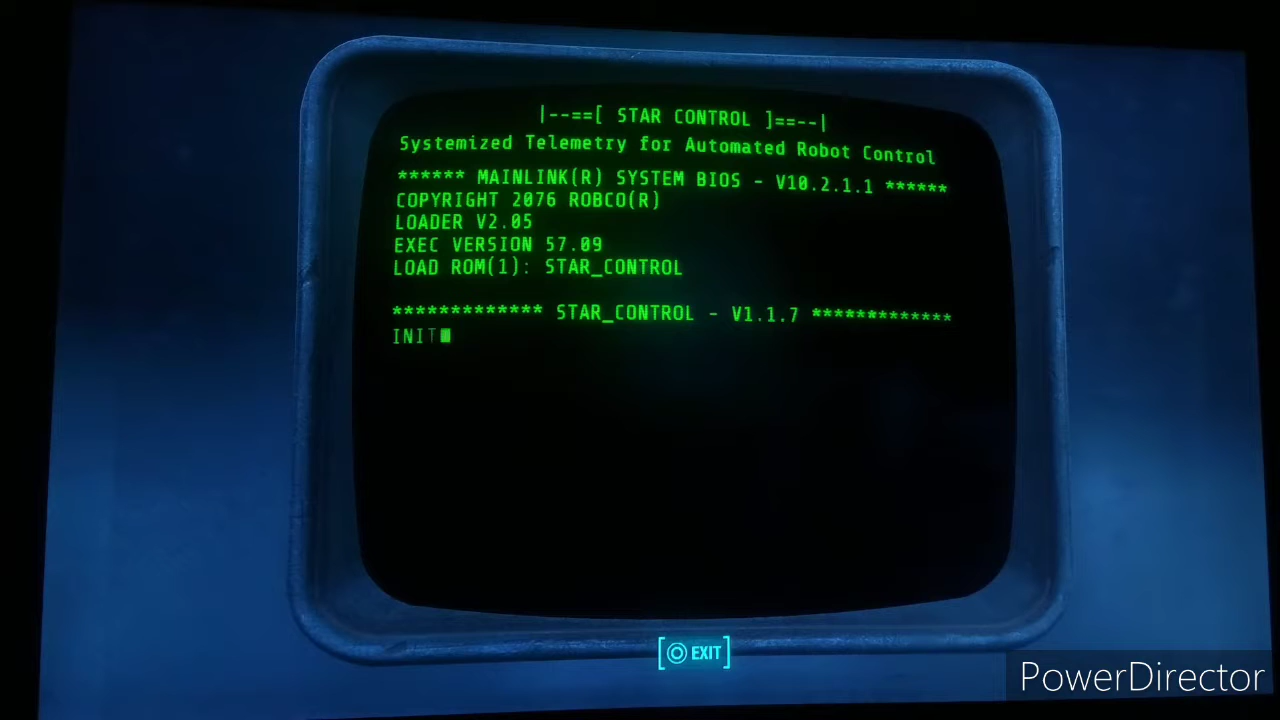 |--==[ STAR CONTROL ]==--|
Systemized Telemetry for Automated Robot Control
****** MAINLINK(R) SYSTEM BIOS - V10.2.1.1 ******
COPYRIGHT 2076 ROBCO(R)
LOADER V2.05
EXEC VERSION 57.09
LOAD ROM(1): STAR_CONTROL
************* STAR_CONTROL - V1.1.7 *************
INIT
[◎ EXIT]
PowerDirector